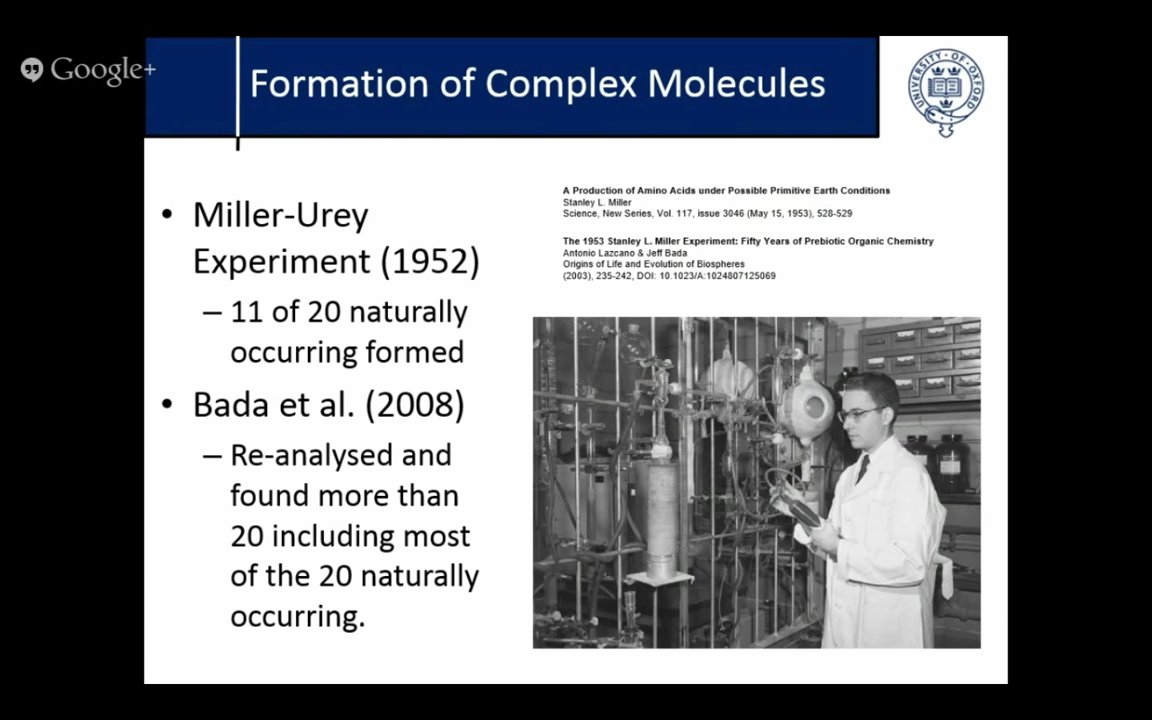 Google+
Formation of Complex Molecules
UNIVERSITY · OF · OXFORD
• Miller-Urey
Experiment (1952)
– 11 of 20 naturally
occurring formed
• Bada et al. (2008)
– Re-analysed and
found more than
20 including most
of the 20 naturally
occurring.
A Production of Amino Acids under Possible Primitive Earth Conditions
Stanley L. Miller
Science, New Series, Vol. 117, issue 3046 (May 15, 1953), 528-529
The 1953 Stanley L. Miller Experiment: Fifty Years of Prebiotic Organic Chemistry
Antonio Lazcano & Jeff Bada
Origins of Life and Evolution of Biospheres
(2003), 235-242, DOI: 10.1023/A:1024807125069